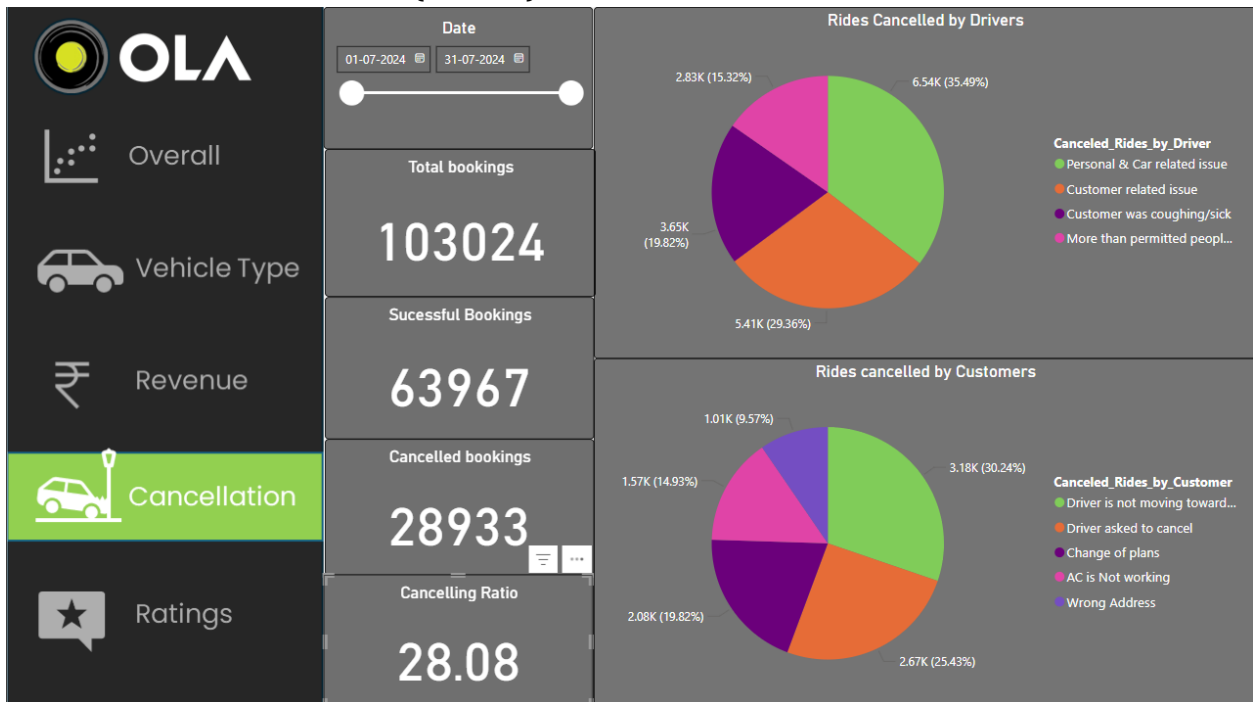 OLA
Overall
Vehicle Type
Revenue
Cancellation
Ratings
Date
01-07-2024
31-07-2024
Total bookings
103024
Sucessful Bookings
63967
Cancelled bookings
28933
Cancelling Ratio
28.08
Rides Cancelled by Drivers
2.83K (15.32%)
6.54K (35.49%)
3.65K
(19.82%)
5.41K (29.36%)
Canceled_Rides_by_Driver
Personal & Car related issue
Customer related issue
Customer was coughing/sick
More than permitted peopl...
Rides cancelled by Customers
1.01K (9.57%)
3.18K (30.24%)
1.57K (14.93%)
2.08K (19.82%)
2.67K (25.43%)
Canceled_Rides_by_Customer
Driver is not moving toward...
Driver asked to cancel
Change of plans
AC is Not working
Wrong Address